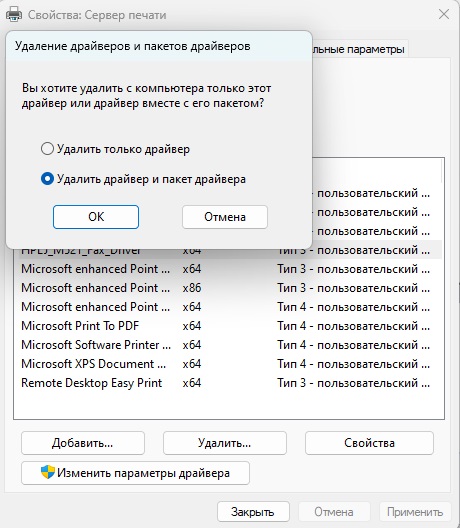 Свойства: Сервер печати
Удаление драйверов и пакетов драйверов
льные параметры
Вы хотите удалить с компьютера только этот
драйвер или драйвер вместе с его пакетом?
Удалить только драйвер
Удалить драйвер и пакет драйвера
ОК
Отмена
3 - пользовательский ...
3 - пользовательский ...
3 - пользовательский ...
HPLJ_M521_Fax_Driver x64 Тип 3 - пользовательский ...
Microsoft enhanced Point ... x64 Тип 3 - пользовательский ...
Microsoft enhanced Point ... x86 Тип 3 - пользовательский ...
Microsoft enhanced Point ... x64 Тип 4 - пользовательский ...
Microsoft Print To PDF x64 Тип 4 - пользовательский ...
Microsoft Software Printer ... x64 Тип 4 - пользовательский ...
Microsoft XPS Document ... x64 Тип 4 - пользовательский ...
Remote Desktop Easy Print x64 Тип 3 - пользовательский ...
Добавить... Удалить... Свойства
Изменить параметры драйвера
Закрыть Отмена Применить